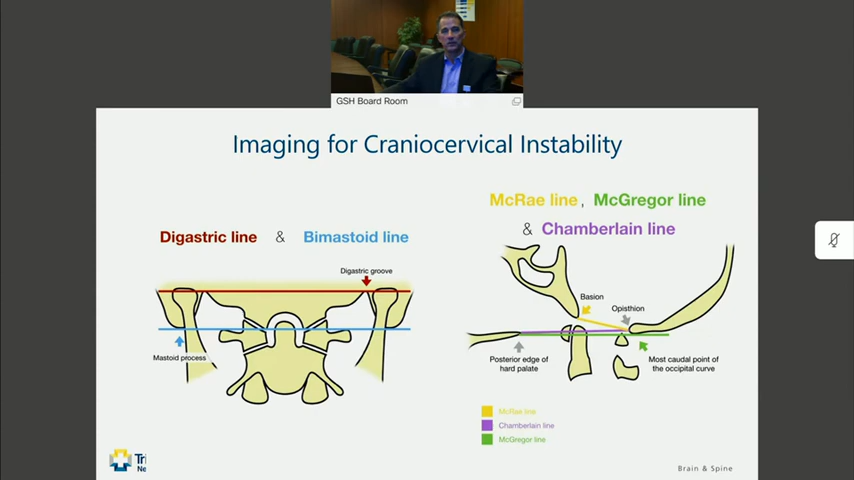 GSH Board Room
Imaging for Craniocervical Instability
Digastric line & Bimastoid line
Digastric groove
Mastoid process
McRae line, McGregor line
& Chamberlain line
Basion
Opisthion
Posterior edge of
hard palate
Most caudal point of
the occipital curve
McRae line
Chamberlain line
McGregor line
Tri
Ne
Brain & Spine